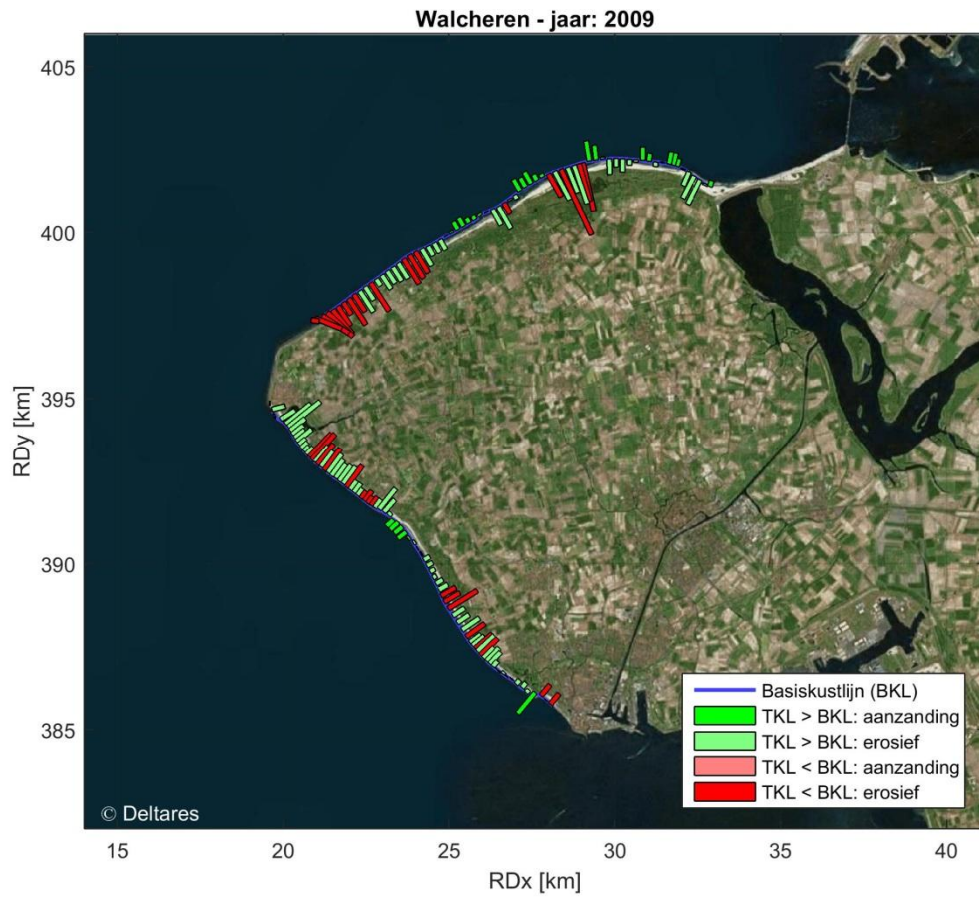 Walcheren - jaar: 2009
405
400
395
390
385
RDy [km]
15
20
25
30
35
40
RDx [km]
Basiskustlijn (BKL)
TKL > BKL: aanzanding
TKL > BKL: erosief
TKL < BKL: aanzanding
TKL < BKL: erosief
© Deltares